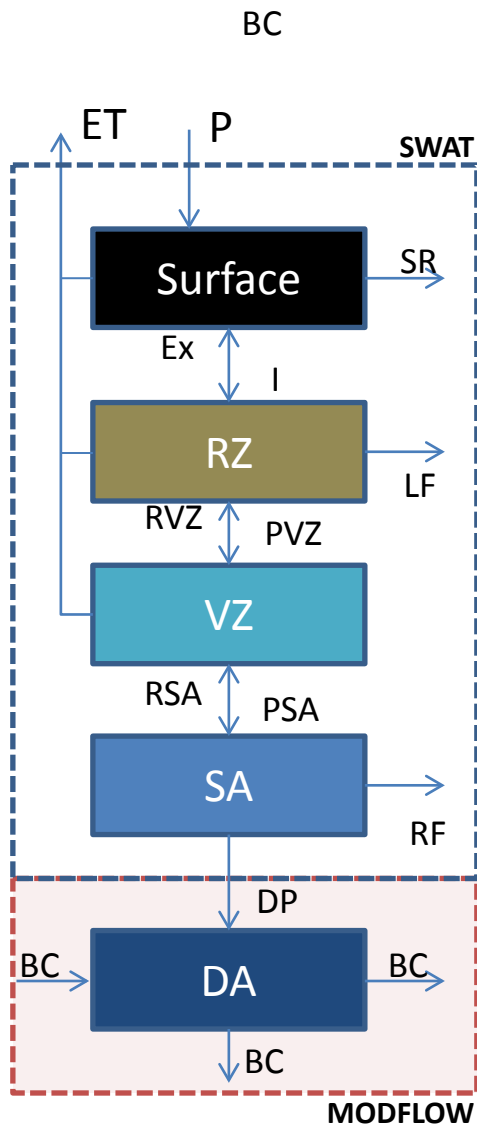 BC
ET
P
SWAT
Surface
SR
Ex
I
RZ
LF
RVZ
PVZ
VZ
RSA
PSA
SA
RF
DP
BC
DA
BC
BC
MODFLOW